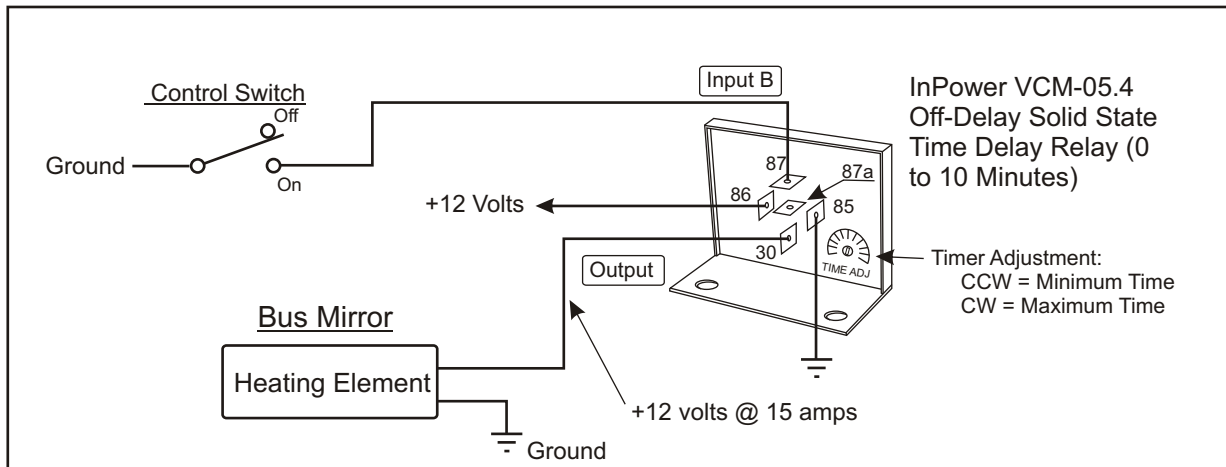 Control Switch
Off
Ground
On
Input B
InPower VCM-05.4
Off-Delay Solid State
Time Delay Relay (0
to 10 Minutes)
87
87a
86
85
+12 Volts
30
TIME ADJ
Output
Timer Adjustment:
CCW = Minimum Time
CW = Maximum Time
Bus Mirror
Heating Element
+12 volts @ 15 amps
Ground